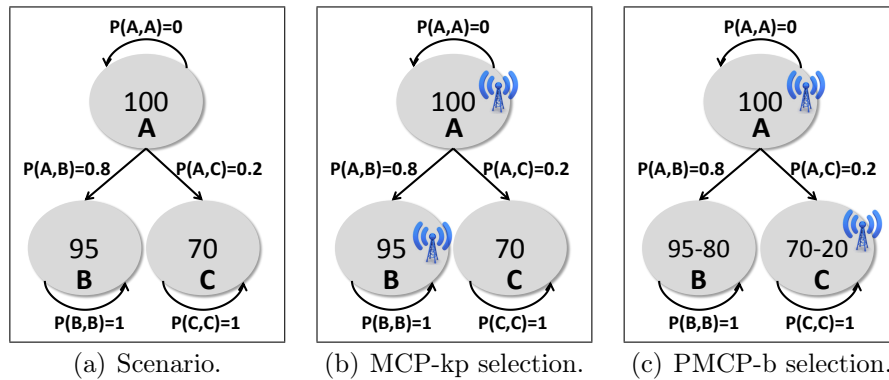 P(A,A)=0
100
A
P(A,B)=0.8
P(A,C)=0.2
95
B
70
C
P(B,B)=1
P(C,C)=1
(a) Scenario.
P(A,A)=0
100
A
P(A,B)=0.8
P(A,C)=0.2
95
B
70
C
P(B,B)=1
P(C,C)=1
(b) MCP-kp selection.
P(A,A)=0
100
A
P(A,B)=0.8
P(A,C)=0.2
95-80
B
70-20
C
P(B,B)=1
P(C,C)=1
(c) PMCP-b selection.